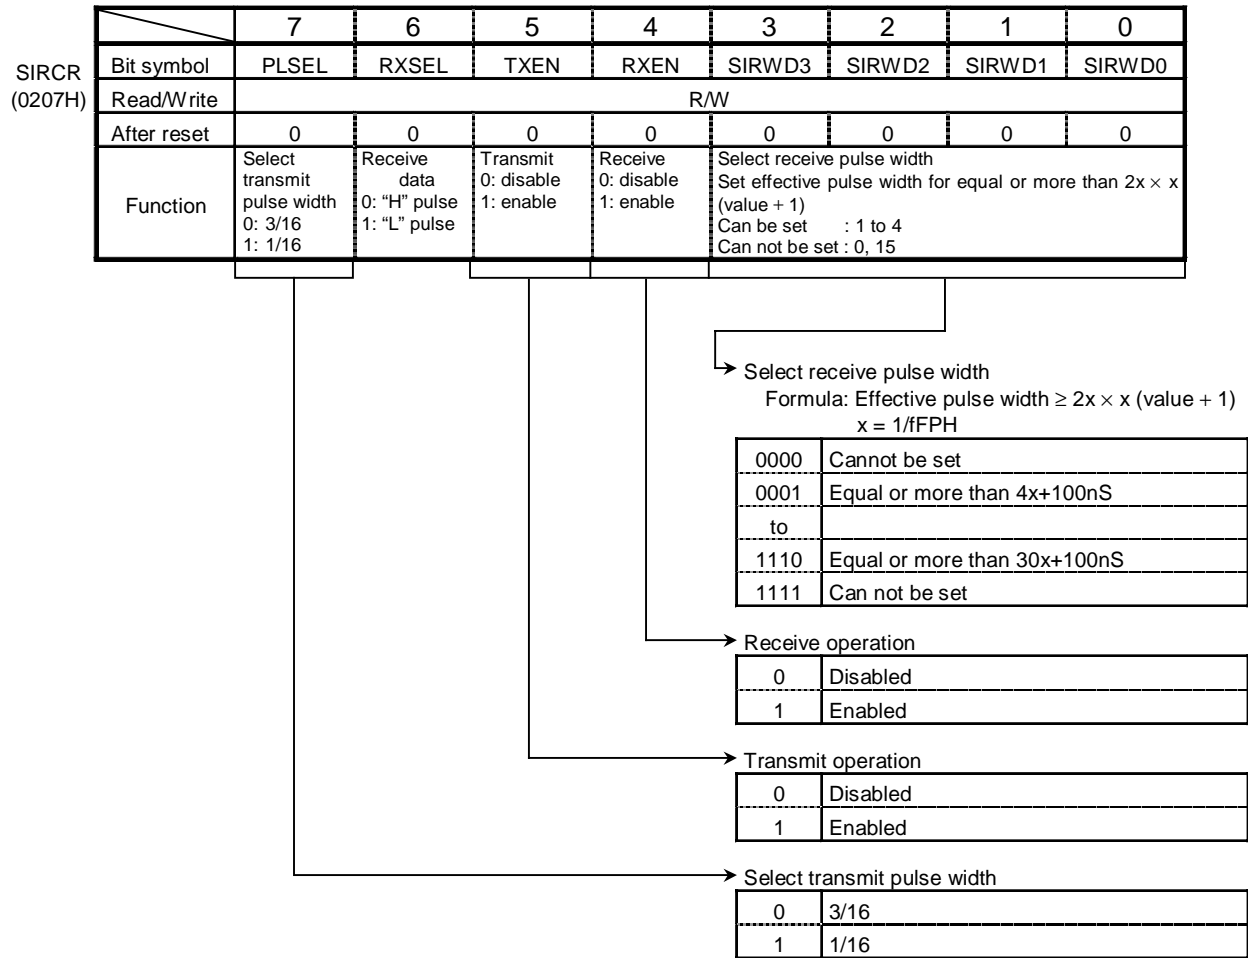 7 6 5 4 3 2 1 0
SIRCR
(0207H)
Bit symbol PLSEL RXSEL TXEN RXEN SIRWD3 SIRWD2 SIRWD1 SIRWD0
Read/Write R/W
After reset 0 0 0 0 0 0 0 0
Function
Select
transmit
pulse width
0: 3/16
1: 1/16
Receive
data
0: “H” pulse
1: “L” pulse
Transmit
0: disable
1: enable
Receive
0: disable
1: enable
Select receive pulse width
Set effective pulse width for equal or more than 2x × x
(value + 1)
Can be set : 1 to 4
Can not be set : 0, 15
Select receive pulse width
Formula: Effective pulse width ≥ 2x × x (value + 1)
x = 1/fFPH
0000 Cannot be set
0001 Equal or more than 4x+100nS
to
1110 Equal or more than 30x+100nS
1111 Can not be set
Receive operation
0 Disabled
1 Enabled
Transmit operation
0 Disabled
1 Enabled
Select transmit pulse width
0 3/16
1 1/16